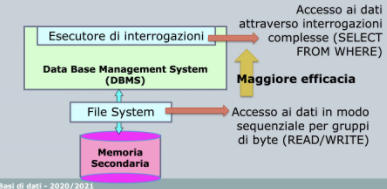 Accesso ai dati
attraverso interrogazioni
complesse (SELECT
FROM WHERE)
Esecutore di interrogazioni
Data Base Management System
(DBMS)
Maggiore efficacia
File System
Accesso ai dati in modo
sequenziale per gruppi
di byte (READ/WRITE)
Memoria
Secondaria
Basi di dati - 2020/2021